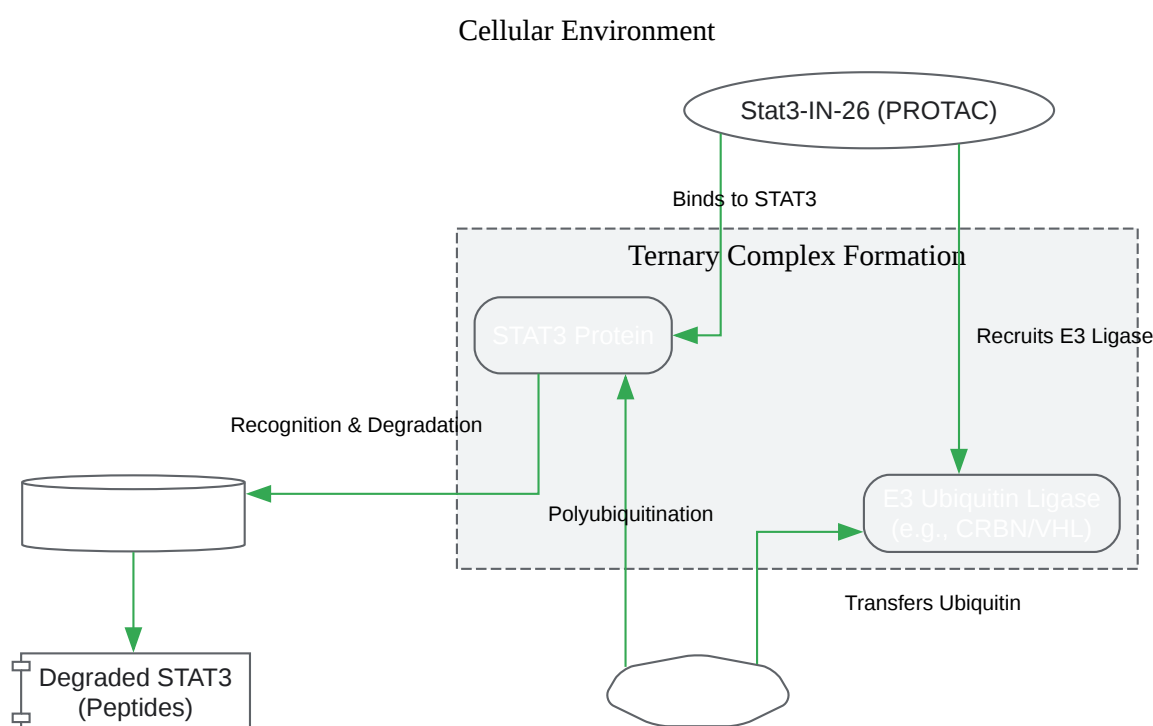 Cellular Environment
Stat3-IN-26 (PROTAC)
Binds to STAT3
Ternary Complex Formation
STAT3 Protein
Recruits E3 Ligase
Recognition & Degradation
E3 Ubiquitin Ligase
(e.g., CRBN/VHL)
Polyubiquitination
Transfers Ubiquitin
Degraded STAT3
(Peptides)